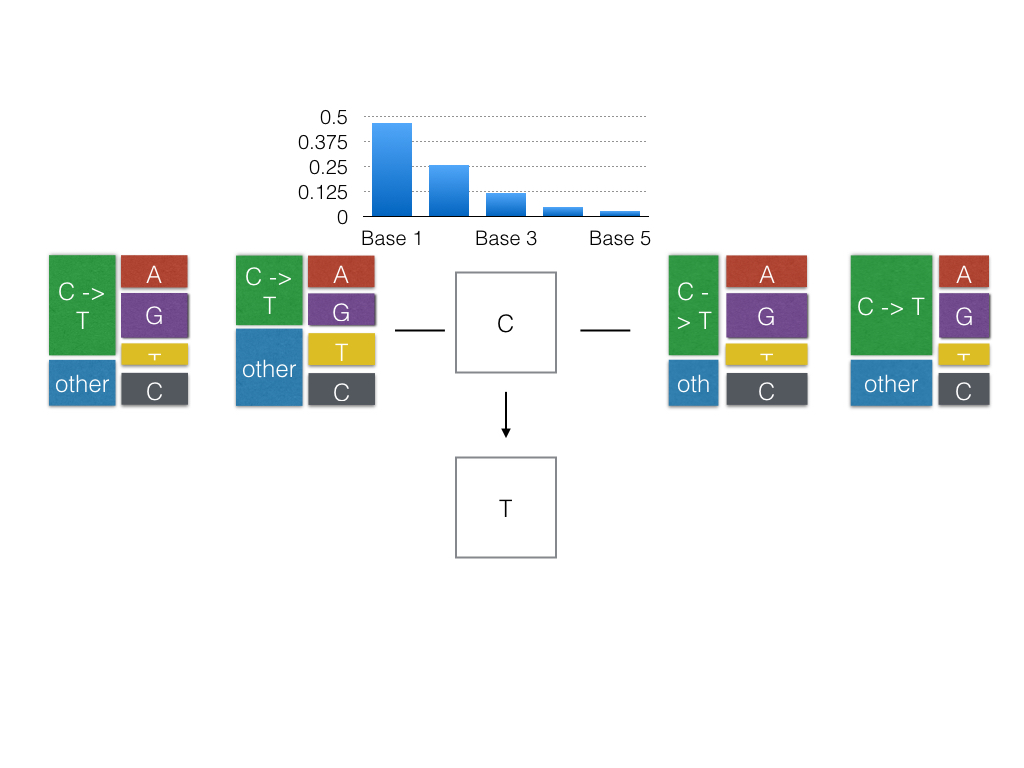 0.5
0.375
0.25
0.125
0
Base 1 Base 3 Base 5
C ->
T
other
A
G
T
C
C ->
T
other
A
G
T
C
C
C -
> T
oth
A
G
T
C
C -> T
other
A
G
T
C
T